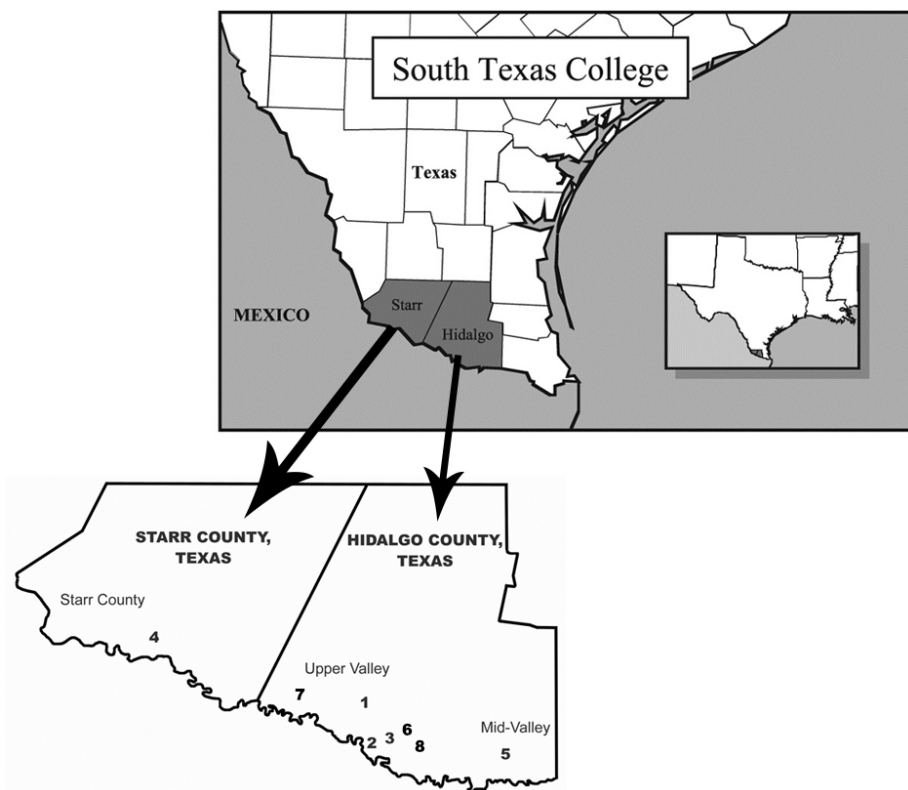 South Texas College
Texas
MEXICO
Starr
Hidalgo
STARR COUNTY,
TEXAS
HIDALGO COUNTY,
TEXAS
Starr County
4
Upper Valley
7
1
Mid-Valley
6
2
3
8
5